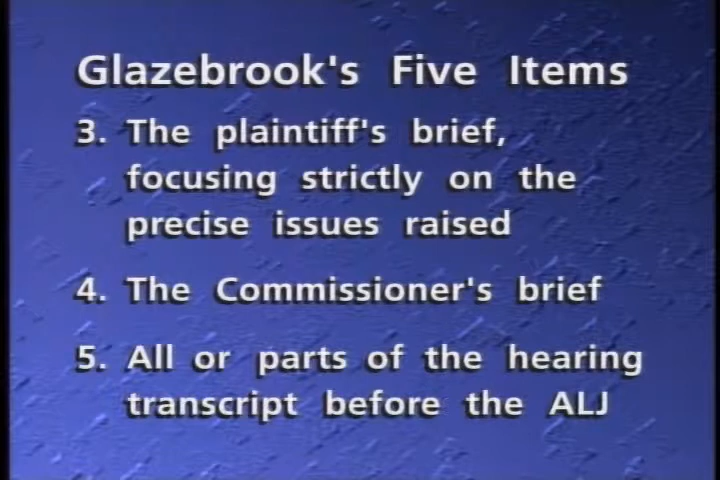 Glazebrook's Five Items
3. The plaintiff's brief,
focusing strictly on the
precise issues raised
4. The Commissioner's brief
5. All or parts of the hearing
transcript before the ALJ